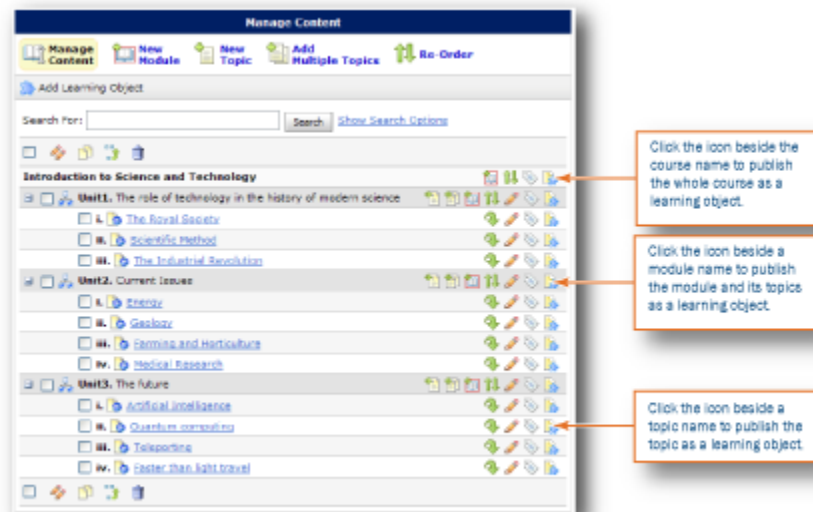 Manage Content
Manage Content
New Module
New Topic
Add Multiple Topics
Re-Order
Add Learning Object
Search For:
Search
Show Search Options
Introduction to Science and Technology
Unit1. The role of technology in the history of modern science
i. The Royal Society
ii. Scientific Method
iii. The Industrial Revolution
Unit2. Current Issues
i. Energy
ii. Geology
iii. Farming and Horticulture
iv. Medical Research
Unit3. The future
i. Artificial Intelligence
ii. Quantum computing
iii. Teleporting
iv. Faster than light travel
Click the icon beside the
course name to publish
the whole course as a
learning object.
Click the icon beside a
module name to publish
the module and its topics
as a learning object.
Click the icon beside a
topic name to publish the
topic as a learning object.